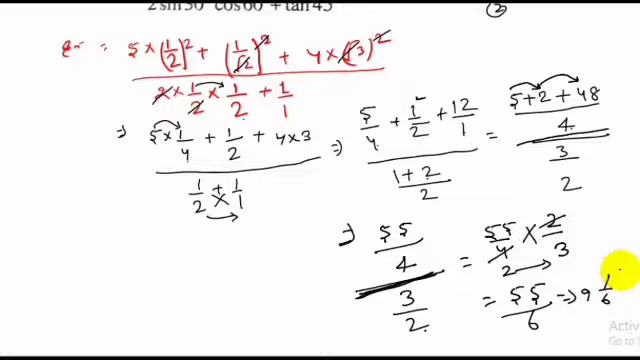 2sin30° cos60° + tan45° ②
= 5 × (1/2)² + (1/√2)² + 4 × (√3)² / 2 × 1/2 × 1/2 + 1/1
⇒ 5 × 1/4 + 1/2 + 4×3 / 1/2 + 1/1 ⇒ 5/4 + 1/2 + 12/1 / 1+2/2 = 5+2+48/4 / 3/2
⇒ 55/4 / 3/2 = 55/4 × 2/3
= 55/6 ⇒ 9 1/6
Activ
Go to